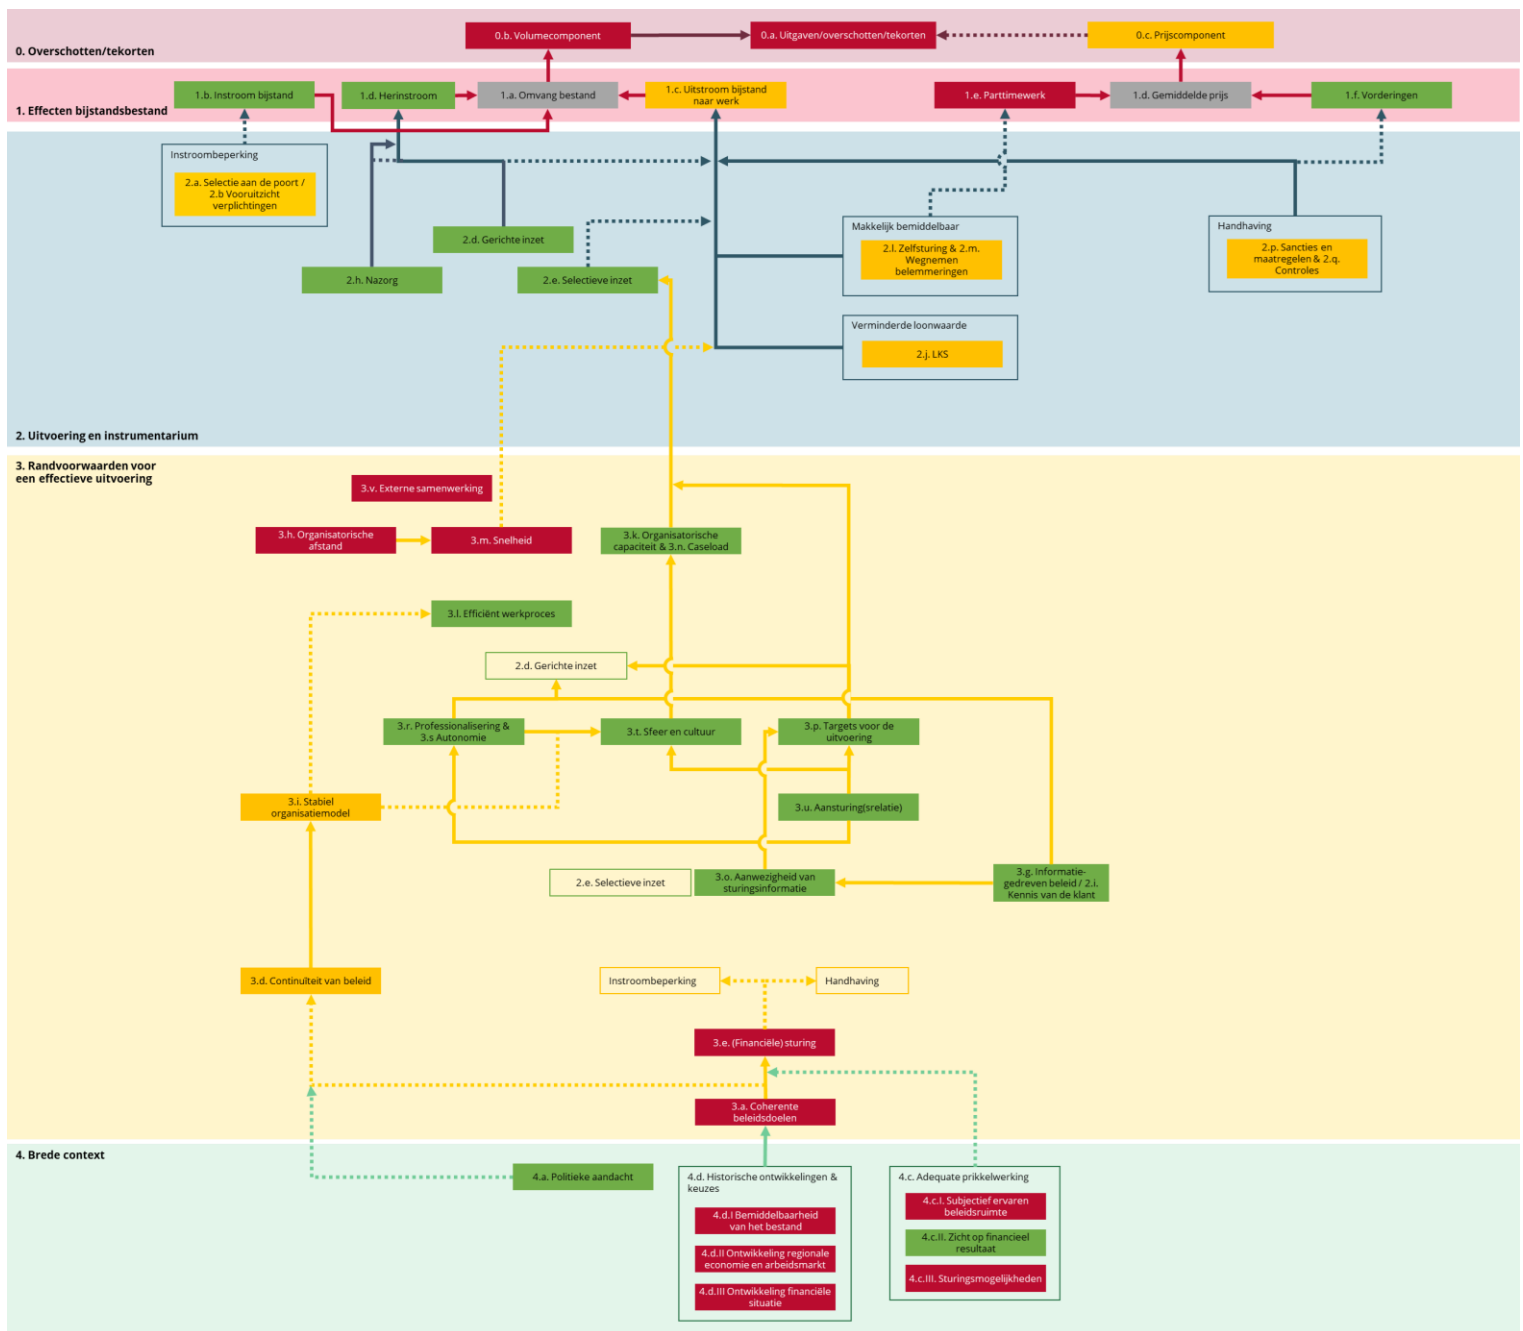 0. Overschotten/tekorten
0.b. Volumecomponent
0.a. Uitgaven/overschotten/tekorten
0.c. Prijscomponent
1. Effecten bijstandsbestand
1.b. Instroom bijstand
1.d. Herinstroom
1.a. Omvang bestand
1.c. Uitstroom bijstand
naar werk
1.e. Parttimewerk
1.d. Gemiddelde prijs
1.f. Vorderingen
Instroombeperking
2.a. Selectie aan de poort /
2.b Vooruitzicht
verplichtingen
2.d. Gerichte inzet
2.h. Nazorg
2.e. Selectieve inzet
Makkelijk bemiddelbaar
2.l. Zelfsturing & 2.m.
Wegnemen
belemmeringen
Handhaving
2.p. Sancties en
maatregelen & 2.q.
Controles
Verminderde loonwaarde
2.j. LKS
2. Uitvoering en instrumentarium
3. Randvoorwaarden voor
een effectieve uitvoering
3.v. Externe samenwerking
3.h. Organisatorische
afstand
3.m. Snelheid
3.k. Organisatorische
capaciteit & 3.n. Caseload
3.l. Efficiënt werkproces
2.d. Gerichte inzet
3.r. Professionalisering &
3.s Autonomie
3.t. Sfeer en cultuur
3.p. Targets voor de
uitvoering
3.i. Stabiel
organisatiemodel
3.u. Aansturing(srelatie)
2.e. Selectieve inzet
3.o. Aanwezigheid van
sturingsinformatie
3.g. Informatie-
gedreven beleid / 2.i.
Kennis van de klant
3.d. Continuïteit van beleid
Instroombeperking
Handhaving
3.e. (Financiële) sturing
3.a. Coherente
beleidsdoelen
4. Brede context
4.a. Politieke aandacht
4.d. Historische ontwikkelingen &
keuzes
4.d.I Bemiddelbaarheid
van het bestand
4.d.II Ontwikkeling regionale
economie en arbeidsmarkt
4.d.III Ontwikkeling financiële
situatie
4.c. Adequate prikkelwerking
4.c.I. Subjectief ervaren
beleidsruimte
4.c.II. Zicht op financieel
resultaat
4.c.III. Sturingsmogelijkheden